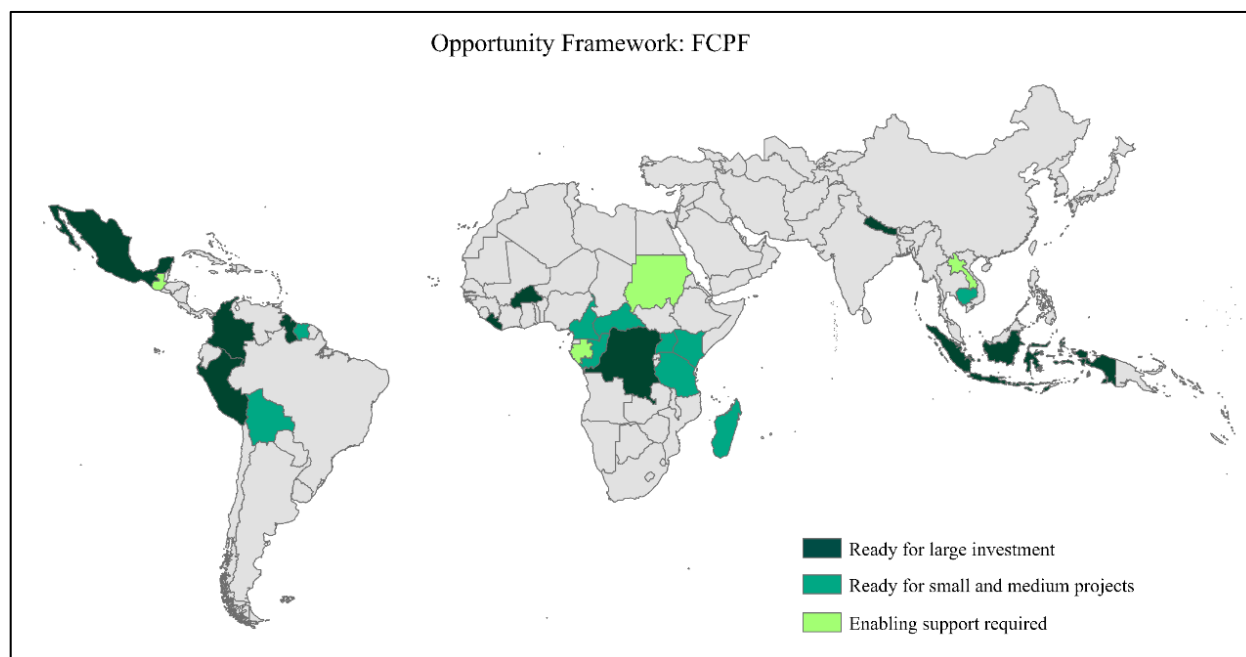 Opportunity Framework: FCPF
Ready for large investment
Ready for small and medium projects
Enabling support required